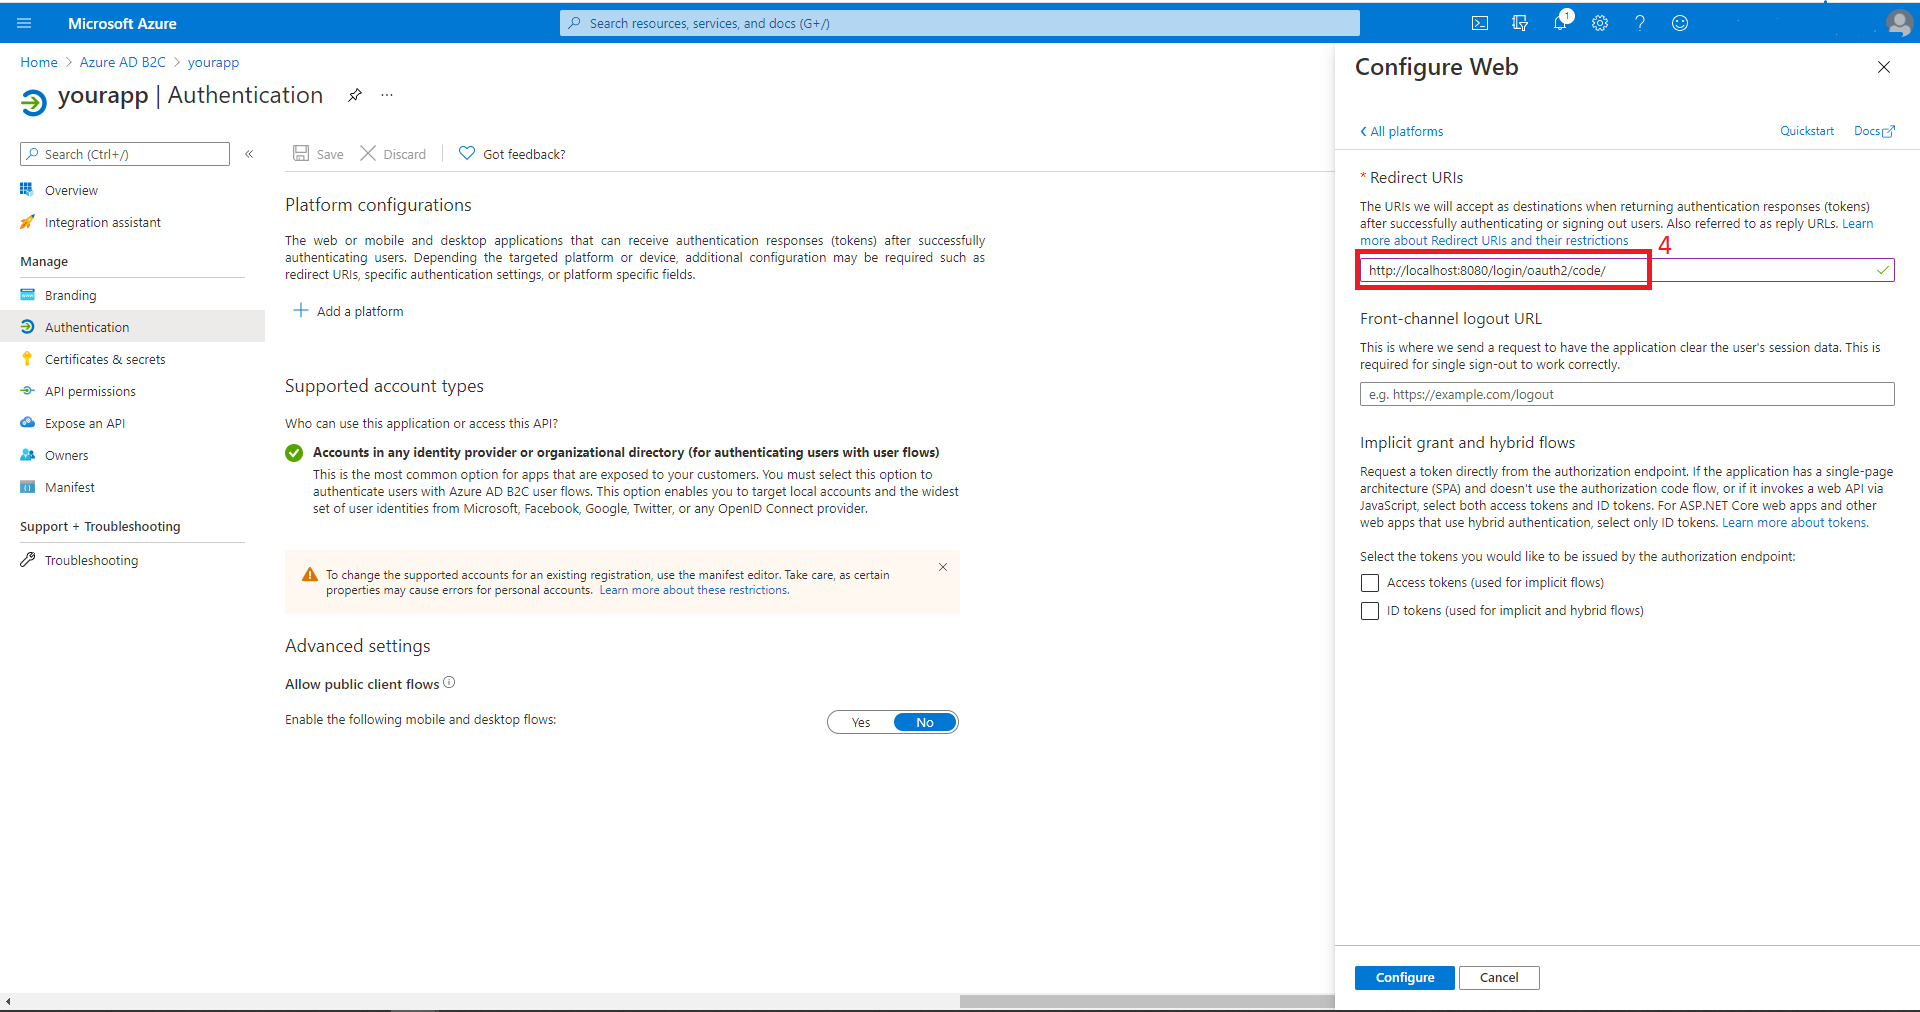 Microsoft Azure
Search resources, services, and docs (G+/)
1
Home > Azure AD B2C > yourapp
yourapp | Authentication
...
Search (Ctrl+/)
«
Overview
Integration assistant
Manage
Branding
Authentication
Certificates & secrets
API permissions
Expose an API
Owners
Manifest
Support + Troubleshooting
Troubleshooting
Save
Discard
Got feedback?
Platform configurations
The web or mobile and desktop applications that can receive authentication responses (tokens) after successfully
authenticating users. Depending the targeted platform or device, additional configuration may be required such as
redirect URIs, specific authentication settings, or platform specific fields.
+ Add a platform
Supported account types
Who can use this application or access this API?
Accounts in any identity provider or organizational directory (for authenticating users with user flows)
This is the most common option for apps that are exposed to your customers. You must select this option to
authenticate users with Azure AD B2C user flows. This option enables you to target local accounts and the widest
set of user identities from Microsoft, Facebook, Google, Twitter, or any OpenID Connect provider.
To change the supported accounts for an existing registration, use the manifest editor. Take care, as certain
properties may cause errors for personal accounts. Learn more about these restrictions.
Advanced settings
Allow public client flows
Enable the following mobile and desktop flows:
Yes
No
Configure Web
< All platforms
Quickstart
Docs
* Redirect URIs
The URIs we will accept as destinations when returning authentication responses (tokens)
after successfully authenticating or signing out users. Also referred to as reply URLs. Learn
more about Redirect URIs and their restrictions
4
http://localhost:8080/login/oauth2/code/
Front-channel logout URL
This is where we send a request to have the application clear the user's session data. This is
required for single sign-out to work correctly.
e.g. https://example.com/logout
Implicit grant and hybrid flows
Request a token directly from the authorization endpoint. If the application has a single-page
architecture (SPA) and doesn't use the authorization code flow, or if it invokes a web API via
JavaScript, select both access tokens and ID tokens. For ASP.NET Core web apps and other
web apps that use hybrid authentication, select only ID tokens. Learn more about tokens.
Select the tokens you would like to be issued by the authorization endpoint:
Access tokens (used for implicit flows)
ID tokens (used for implicit and hybrid flows)
Configure
Cancel